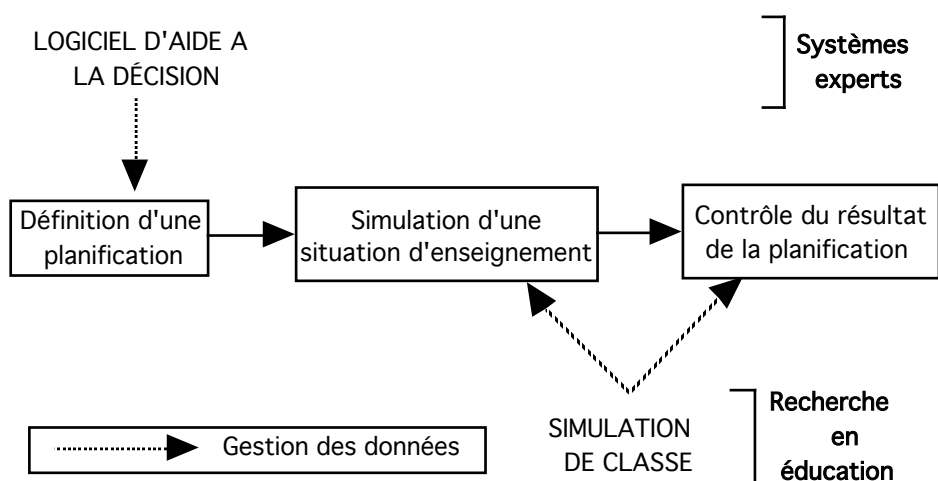 LOGICIEL D'AIDE A
LA DÉCISION
Systèmes
experts
Définition d'une
planification
Simulation d'une
situation d'enseignement
Contrôle du résultat
de la planification
Gestion des données
SIMULATION
DE CLASSE
Recherche
en
éducation